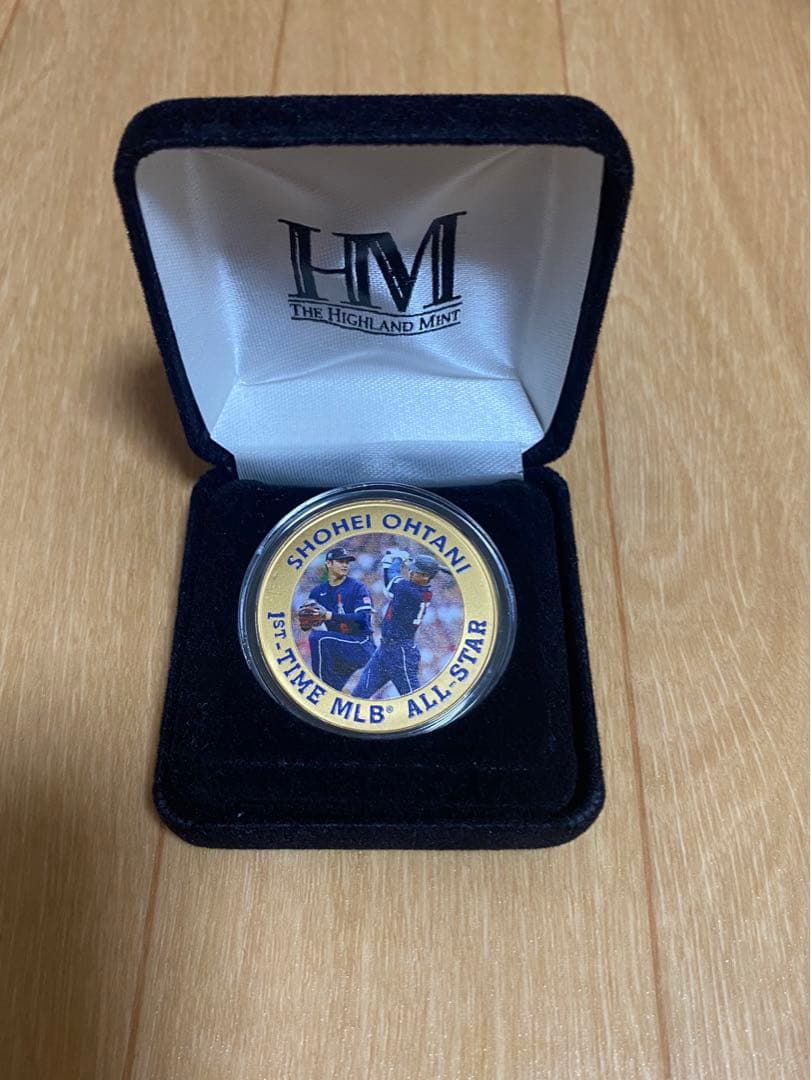 HM
THE HIGHLAND MINT
SHOHEI OHTANI
1ST-TIME MLB® ALL-STAR